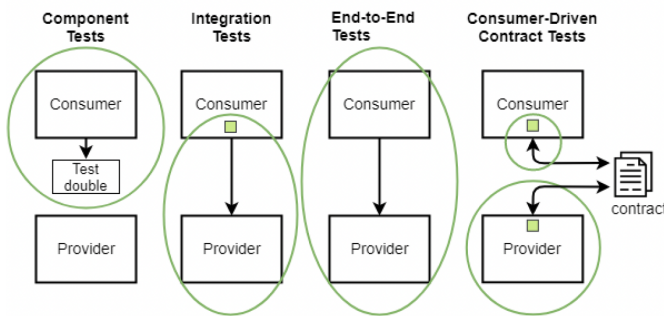 Component
Tests
Integration
Tests
End-to-End
Tests
Consumer-Driven
Contract Tests
Consumer
Consumer
Consumer
Consumer
Test
double
contract
Provider
Provider
Provider
Provider